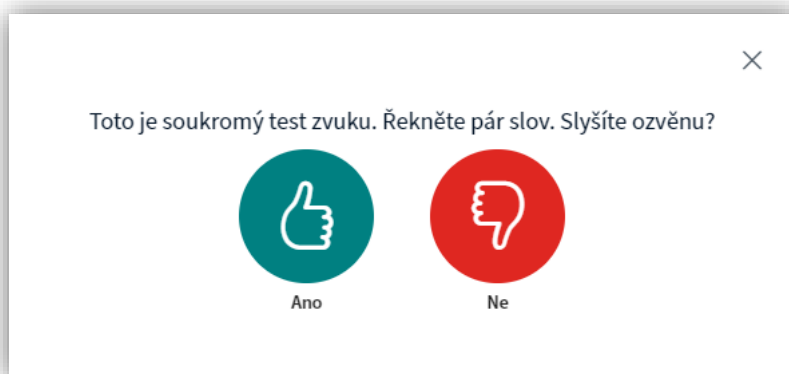 Toto je soukromý test zvuku. Řekněte pár slov. Slyšíte ozvěnu?
Ano
Ne